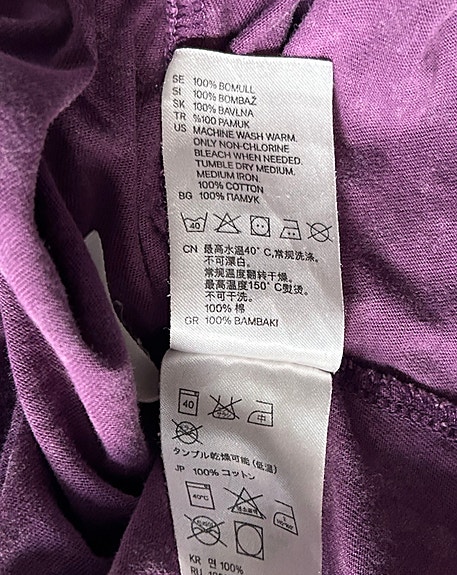 SE 100% BOMULL
SI 100% BOMBAŽ
SK 100% BAVLNA
TR %100 PAMUK
US MACHINE WASH WARM.
ONLY NON-CHLORINE
BLEACH WHEN NEEDED.
TUMBLE DRY MEDIUM.
MEDIUM IRON.
100% COTTON
BG 100% ПАМУК
40
CN 最高水温40°C,常规洗涤.
不可漂白。
常规温度翻转干燥。
最高温度150°C熨烫。
不可干洗。
100% 棉
GR 100% BAMBAKI
40
中
タンブル乾燥可能 (低温)
JP 100% コットン
40°C
KR 면 100%